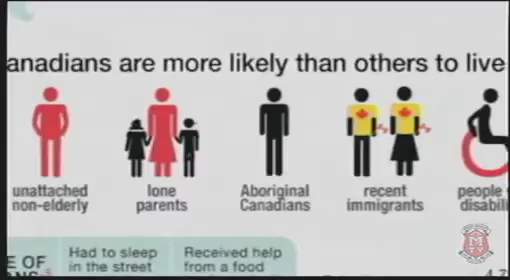 anadians are more likely than others to live
unattached
non-elderly
lone
parents
Aboriginal
Canadians
recent
immigrants
people
disabili
E OF
Had to sleep
in the street
Received help
from a food